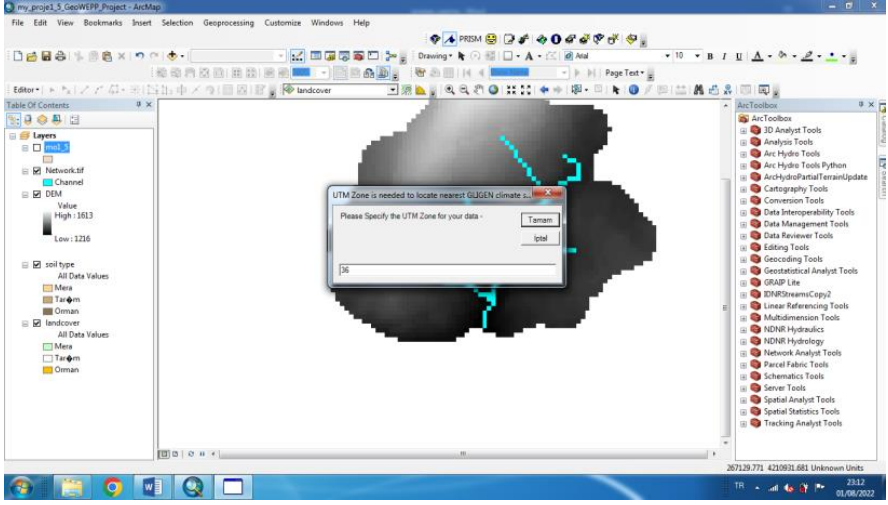 my_proje1_5_GeoWEPP_Project - ArcMap
File Edit View Bookmarks Insert Selection Geoprocessing Customize Windows Help
PRISM
Drawing
Arial
10
B I U A
Page Text
Editor
landcover
Table Of Contents
Layers
mo1_5
Network.tif
Channel
DEM
Value
High : 1613
Low : 1216
soil type
All Data Values
Mera
Tar�m
Orman
landcover
All Data Values
Mera
Tar�m
Orman
UTM Zone is needed to locate nearest CLIGEN climate s...
Please Specify the UTM Zone for your data -
Tamam
İptal
36
ArcToolbox
ArcToolbox
3D Analyst Tools
Analysis Tools
Arc Hydro Tools
Arc Hydro Tools Python
ArcHydroPartialTerrainUpdate
Cartography Tools
Conversion Tools
Data Interoperability Tools
Data Management Tools
Data Reviewer Tools
Editing Tools
Geocoding Tools
Geostatistical Analyst Tools
GRAIP Lite
IDNRStreamsCopy2
Linear Referencing Tools
Multidimension Tools
NDNR Hydraulics
NDNR Hydrology
Network Analyst Tools
Parcel Fabric Tools
Schematics Tools
Server Tools
Spatial Analyst Tools
Spatial Statistics Tools
Tracking Analyst Tools
Catalog
Search
267129.771 4210931.681 Unknown Units
TR
23:12
01/08/2022